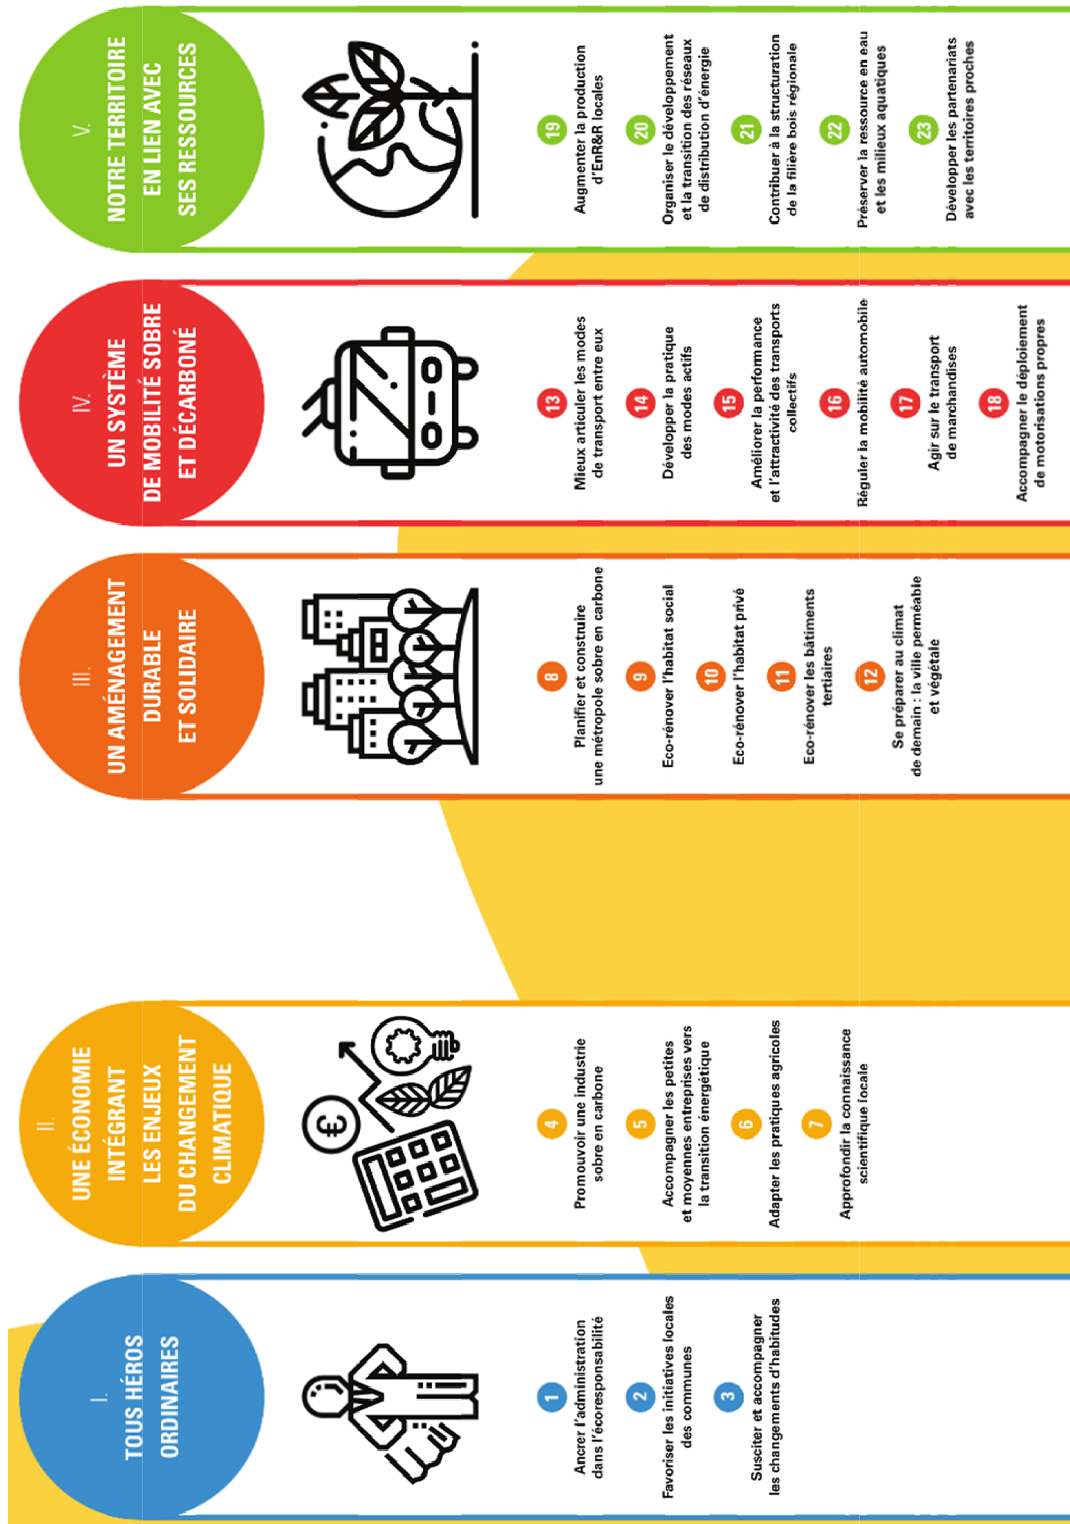 I.
TOUS HÉROS
ORDINAIRES
1
Ancrer l'administration
dans l'écoresponsabilité
2
Favoriser les initiatives locales
des communes
3
Susciter et accompagner
les changements d'habitudes
II.
UNE ÉCONOMIE
INTÉGRANT
LES ENJEUX
DU CHANGEMENT
CLIMATIQUE
€
4
Promouvoir une industrie
sobre en carbone
5
Accompagner les petites
et moyennes entreprises vers
la transition énergétique
6
Adapter les pratiques agricoles
7
Approfondir la connaissance
scientifique locale
III.
UN AMÉNAGEMENT
DURABLE
ET SOLIDAIRE
8
Planifier et construire
une métropole sobre en carbone
9
Eco-rénover l'habitat social
10
Eco-rénover l'habitat privé
11
Eco-rénover les bâtiments
tertiaires
12
Se préparer au climat
de demain : la ville perméable
et végétale
IV.
UN SYSTÈME
DE MOBILITÉ SOBRE
ET DÉCARBONÉ
13
Mieux articuler les modes
de transport entre eux
14
Développer la pratique
des modes actifs
15
Améliorer la performance
et l'attractivité des transports
collectifs
16
Réguler la mobilité automobile
17
Agir sur le transport
de marchandises
18
Accompagner le déploiement
de motorisations propres
V.
NOTRE TERRITOIRE
EN LIEN AVEC
SES RESSOURCES
19
Augmenter la production
d'EnR&R locales
20
Organiser le développement
et la transition des réseaux
de distribution d'énergie
21
Contribuer à la structuration
de la filière bois régionale
22
Préserver la ressource en eau
et les milieux aquatiques
23
Développer les partenariats
avec les territoires proches